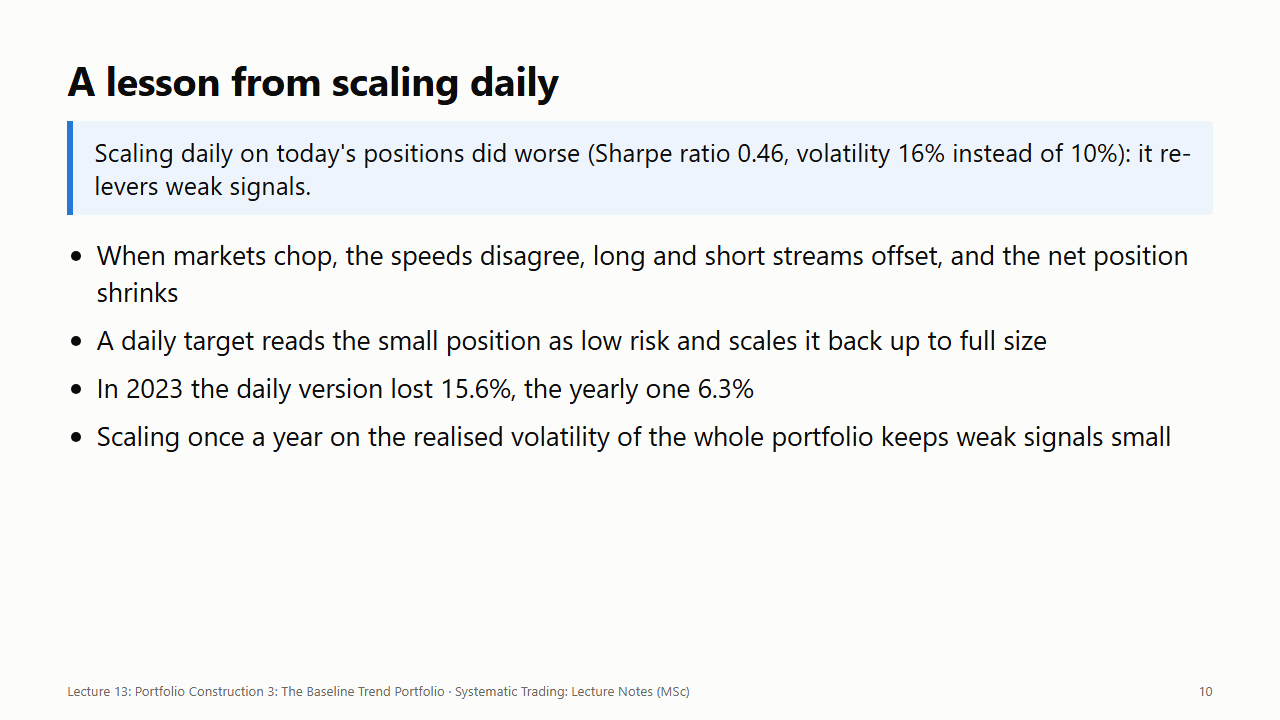 A lesson from scaling daily
Scaling daily on today's positions did worse (Sharpe ratio 0.46, volatility 16% instead of 10%): it re-
levers weak signals.
• When markets chop, the speeds disagree, long and short streams offset, and the net position
shrinks
• A daily target reads the small position as low risk and scales it back up to full size
• In 2023 the daily version lost 15.6%, the yearly one 6.3%
• Scaling once a year on the realised volatility of the whole portfolio keeps weak signals small
Lecture 13: Portfolio Construction 3: The Baseline Trend Portfolio · Systematic Trading: Lecture Notes (MSc)
10